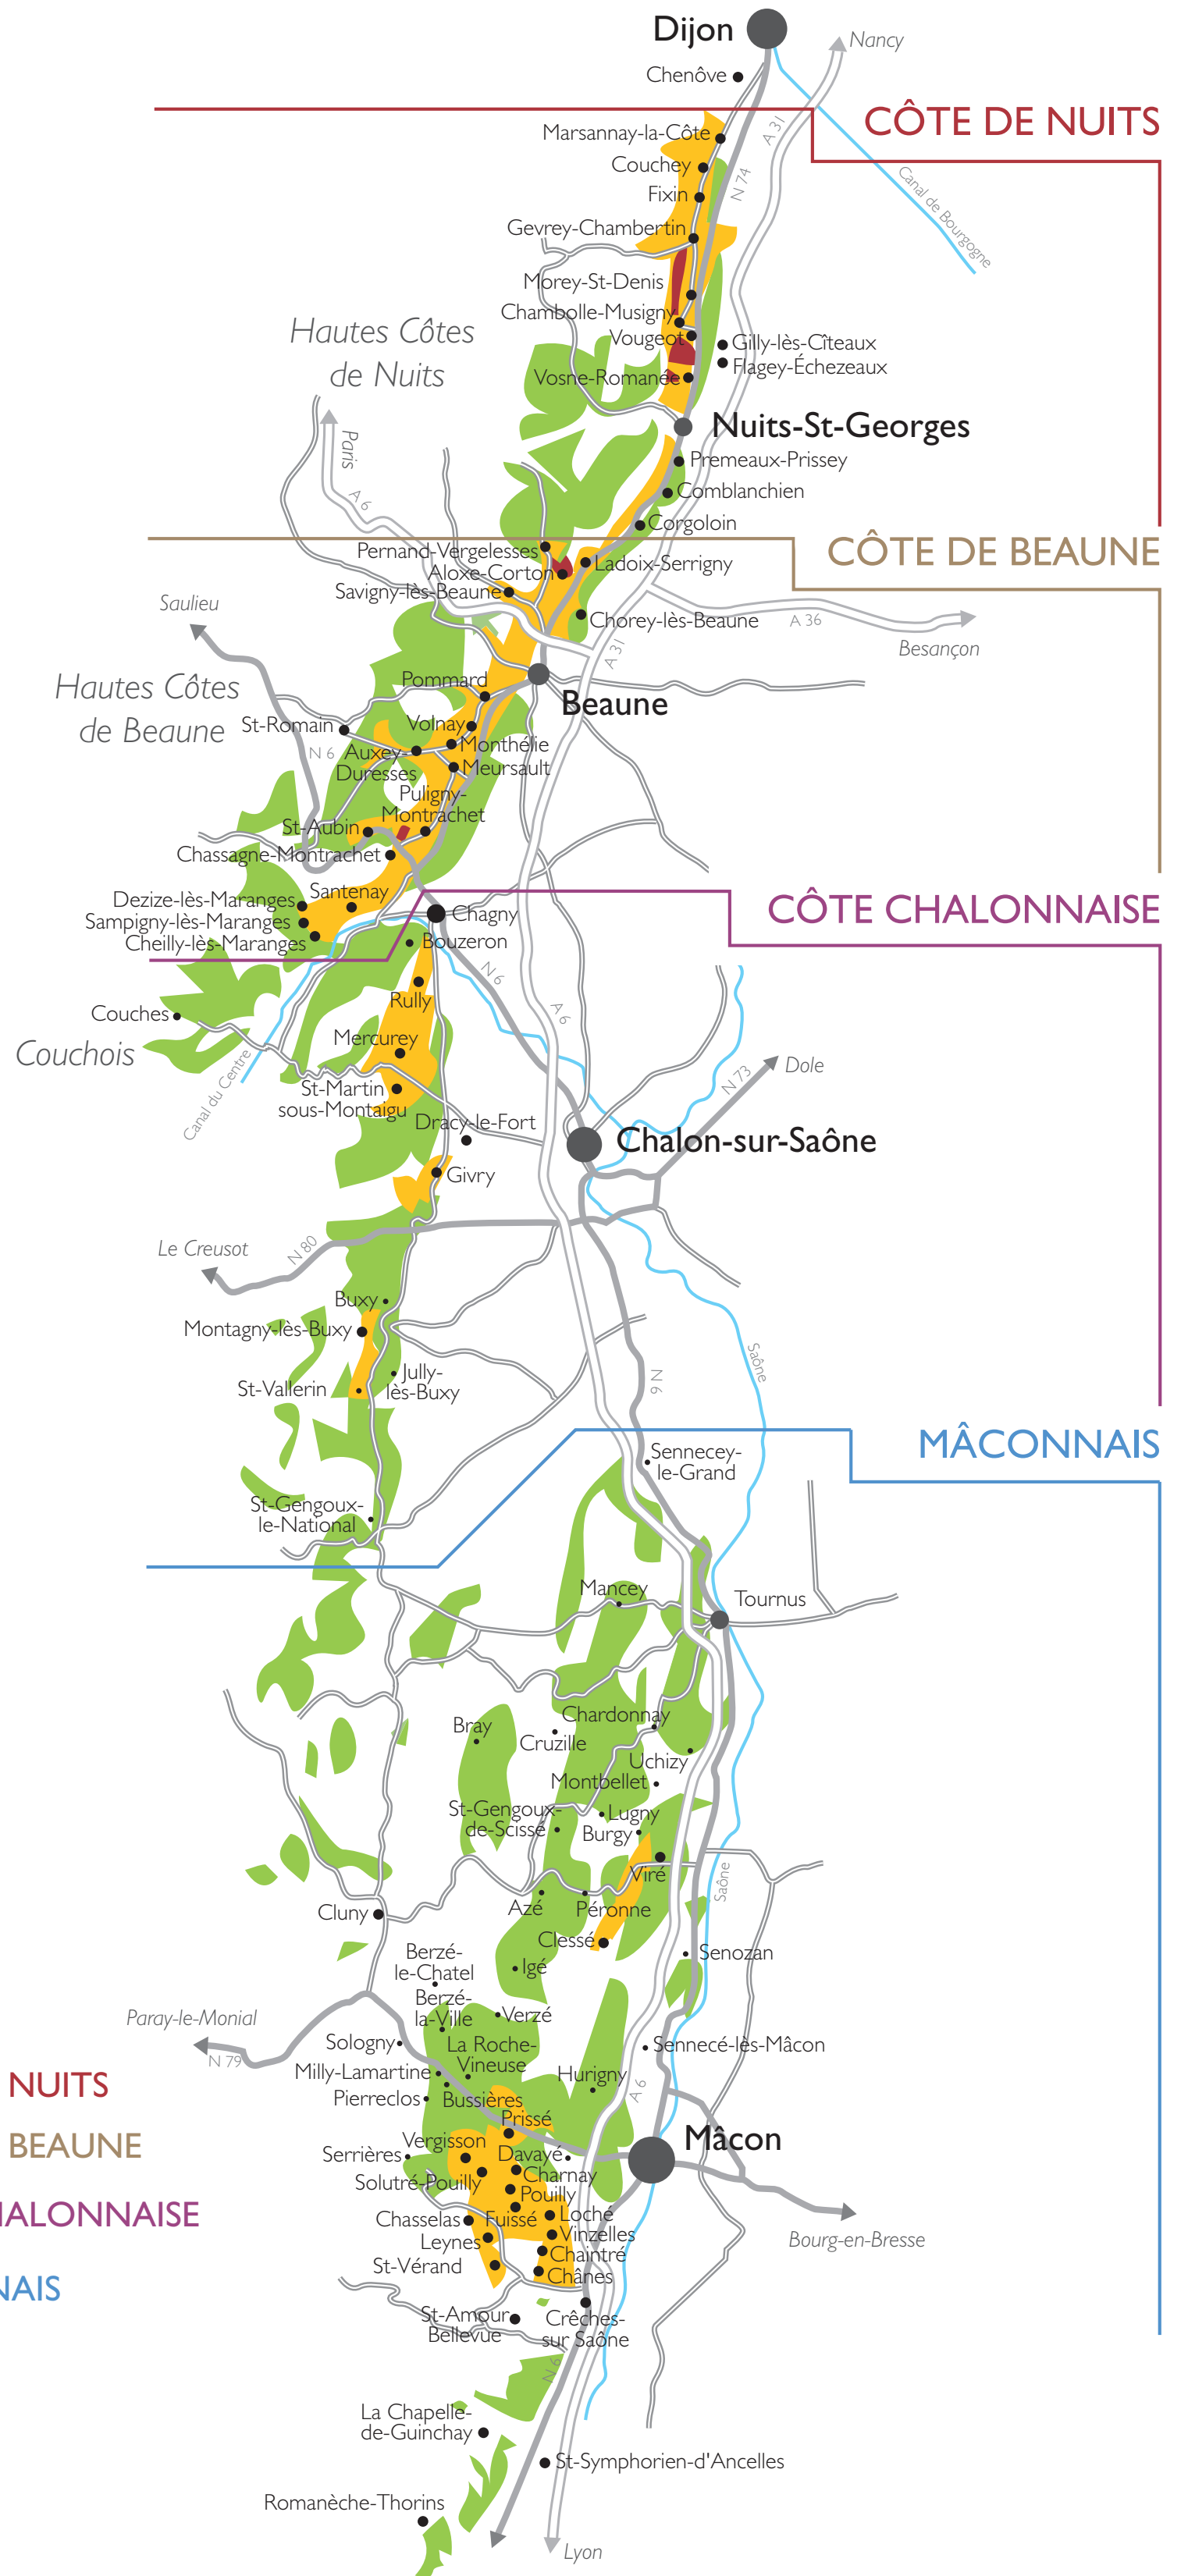 Dijon
Nancy
Chenôve
CÔTE DE NUITS
A 31
Marsannay-la-Côte
Couchey
N 74
Canal de Bourgogne
Fixin
Gevrey-Chambertin
Morey-St-Denis
Chambolle-Musigny
Hautes Côtes
de Nuits
Vougeot
Gilly-lès-Cîteaux
Flagey-Échezeaux
Vosne-Romanée
Nuits-St-Georges
Paris
A 6
Premeaux-Prissey
Comblanchien
Corgoloin
CÔTE DE BEAUNE
Pernand-Vergelesses
Ladoix-Serrigny
Aloxe-Corton
Savigny-lès-Beaune
Saulieu
Chorey-lès-Beaune
A 36
Besançon
A 31
Hautes Côtes
de Beaune
Pommard
Beaune
St-Romain
Volnay
N 6
Auxey-
Duresses
Monthélie
Meursault
Puligny-
Montrachet
St-Aubin
Chassagne-Montrachet
Dezize-lès-Maranges
Santenay
CÔTE CHALONNAISE
Sampigny-lès-Maranges
Chagny
Cheilly-lès-Maranges
Bouzeron
N 6
Rully
A 6
Couches
Couchois
Mercurey
Canal du Centre
Dole
N 73
St-Martin
sous-Montaigu
Dracy-le-Fort
Chalon-sur-Saône
Givry
Le Creusot
N 80
Buxy
Montagny-lès-Buxy
Jully-
lès-Buxy
St-Vallerin
N 6
Saône
MÂCONNAIS
Sennecey-
le-Grand
St-Gengoux-
le-National
Mancey
Tournus
Chardonnay
Bray
Cruzille
Uchizy
Montbellet
St-Gengoux-
de-Scissé
Lugny
Burgy
Viré
Saône
Azé
Péronne
Cluny
Clessé
Senozan
Berzé-
le-Chatel
Igé
Berzé-
la-Ville
Verzé
Paray-le-Monial
N 79
Sologny
La Roche-
Vineuse
Sennecé-lès-Mâcon
Milly-Lamartine
Hurigny
A 6
NUITS
Pierreclos
Bussières
Prissé
Mâcon
BEAUNE
Vergisson
Serrières
Davayé
Solutré-Pouilly
Charnay
Pouilly
HALONNAISE
Chasselas
Fuissé
Loché
Vinzelles
Leynes
Chaintré
Bourg-en-Bresse
St-Vérand
Chânes
NAIS
St-Amour
Bellevue
Crêches-
sur Saône
N 6
La Chapelle-
de-Guinchay
St-Symphorien-d'Ancelles
Romanèche-Thorins
Lyon